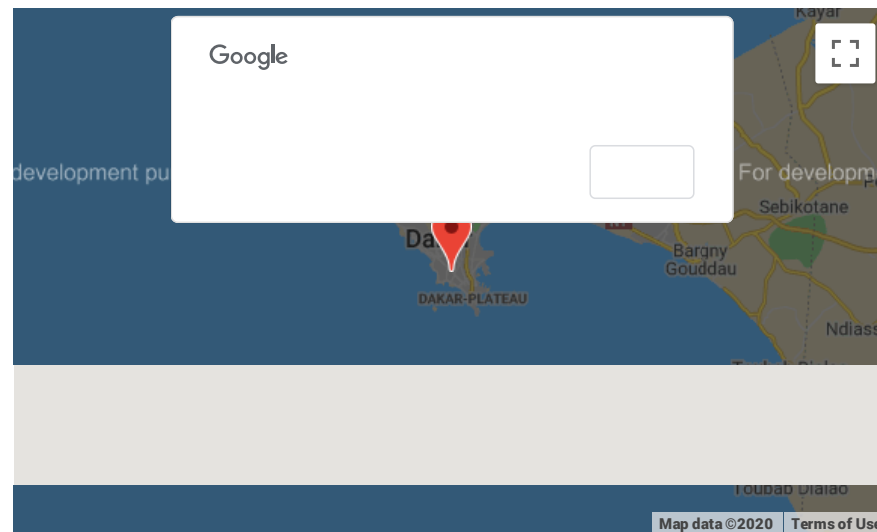 Kayar
Google
development pu
For developm
Sebikotane
Bargny
Gouddau
DAKAR-PLATEAU
Ndiass
Toubab Dialao
Map data ©2020
Terms of Use